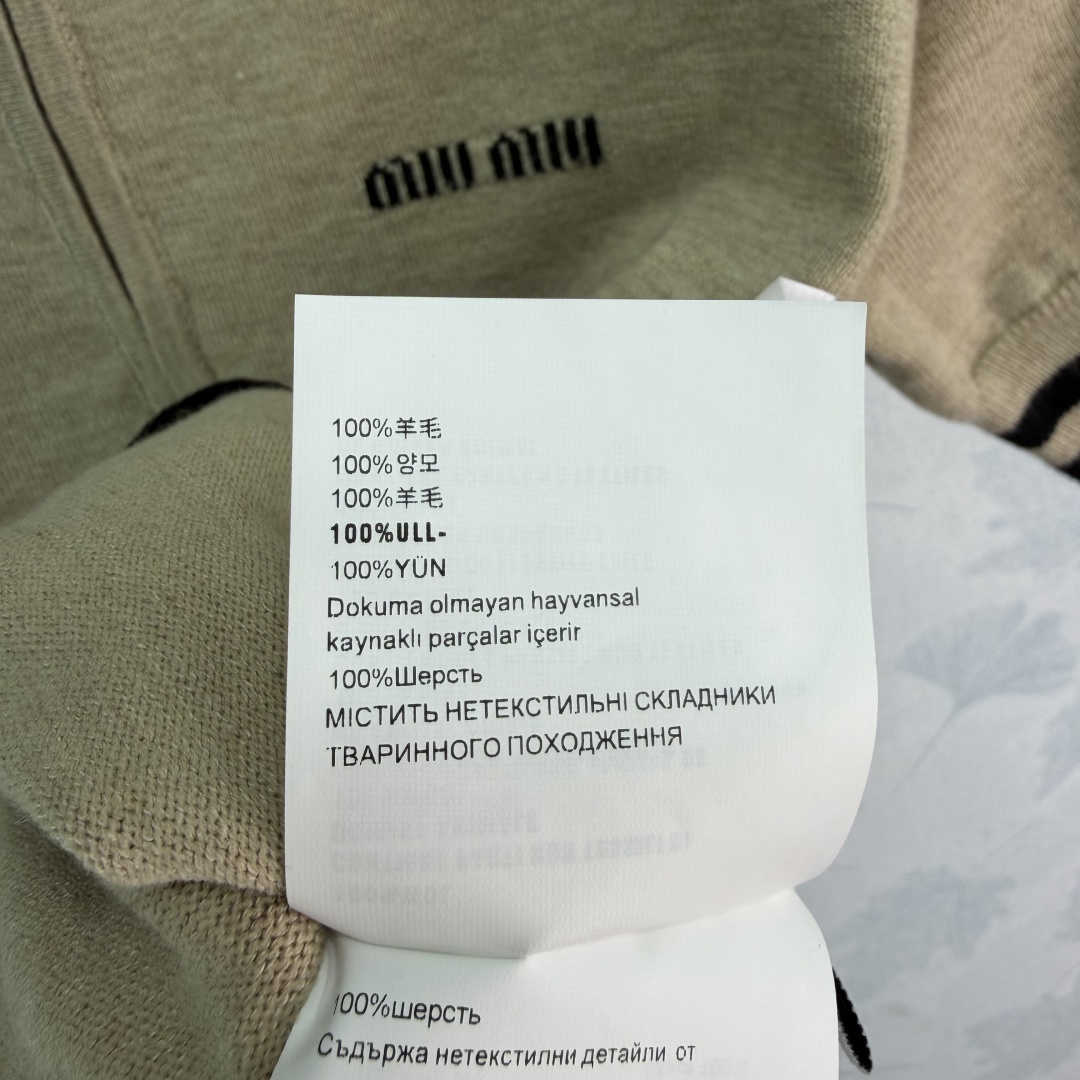 miu miu
100%羊毛
100%양모
100%羊毛
100%ULL-
100%YÜN
Dokuma olmayan hayvansal
kaynaklı parçalar içerir
100%Шерсть
МІСТИТЬ НЕТЕКСТИЛЬНІ СКЛАДНИКИ
ТВАРИННОГО ПОХОДЖЕННЯ
100%шерсть
Съдържа нетекстилни детайли от